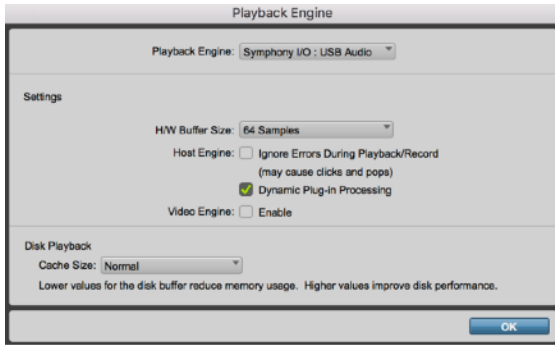 Playback Engine
Playback Engine: Symphony I/O : USB Audio
Settings
H/W Buffer Size: 64 Samples
Host Engine: Ignore Errors During Playback/Record
(may cause clicks and pops)
Dynamic Plug-in Processing
Video Engine: Enable
Disk Playback
Cache Size: Normal
Lower values for the disk buffer reduce memory usage. Higher values improve disk performance.
OK